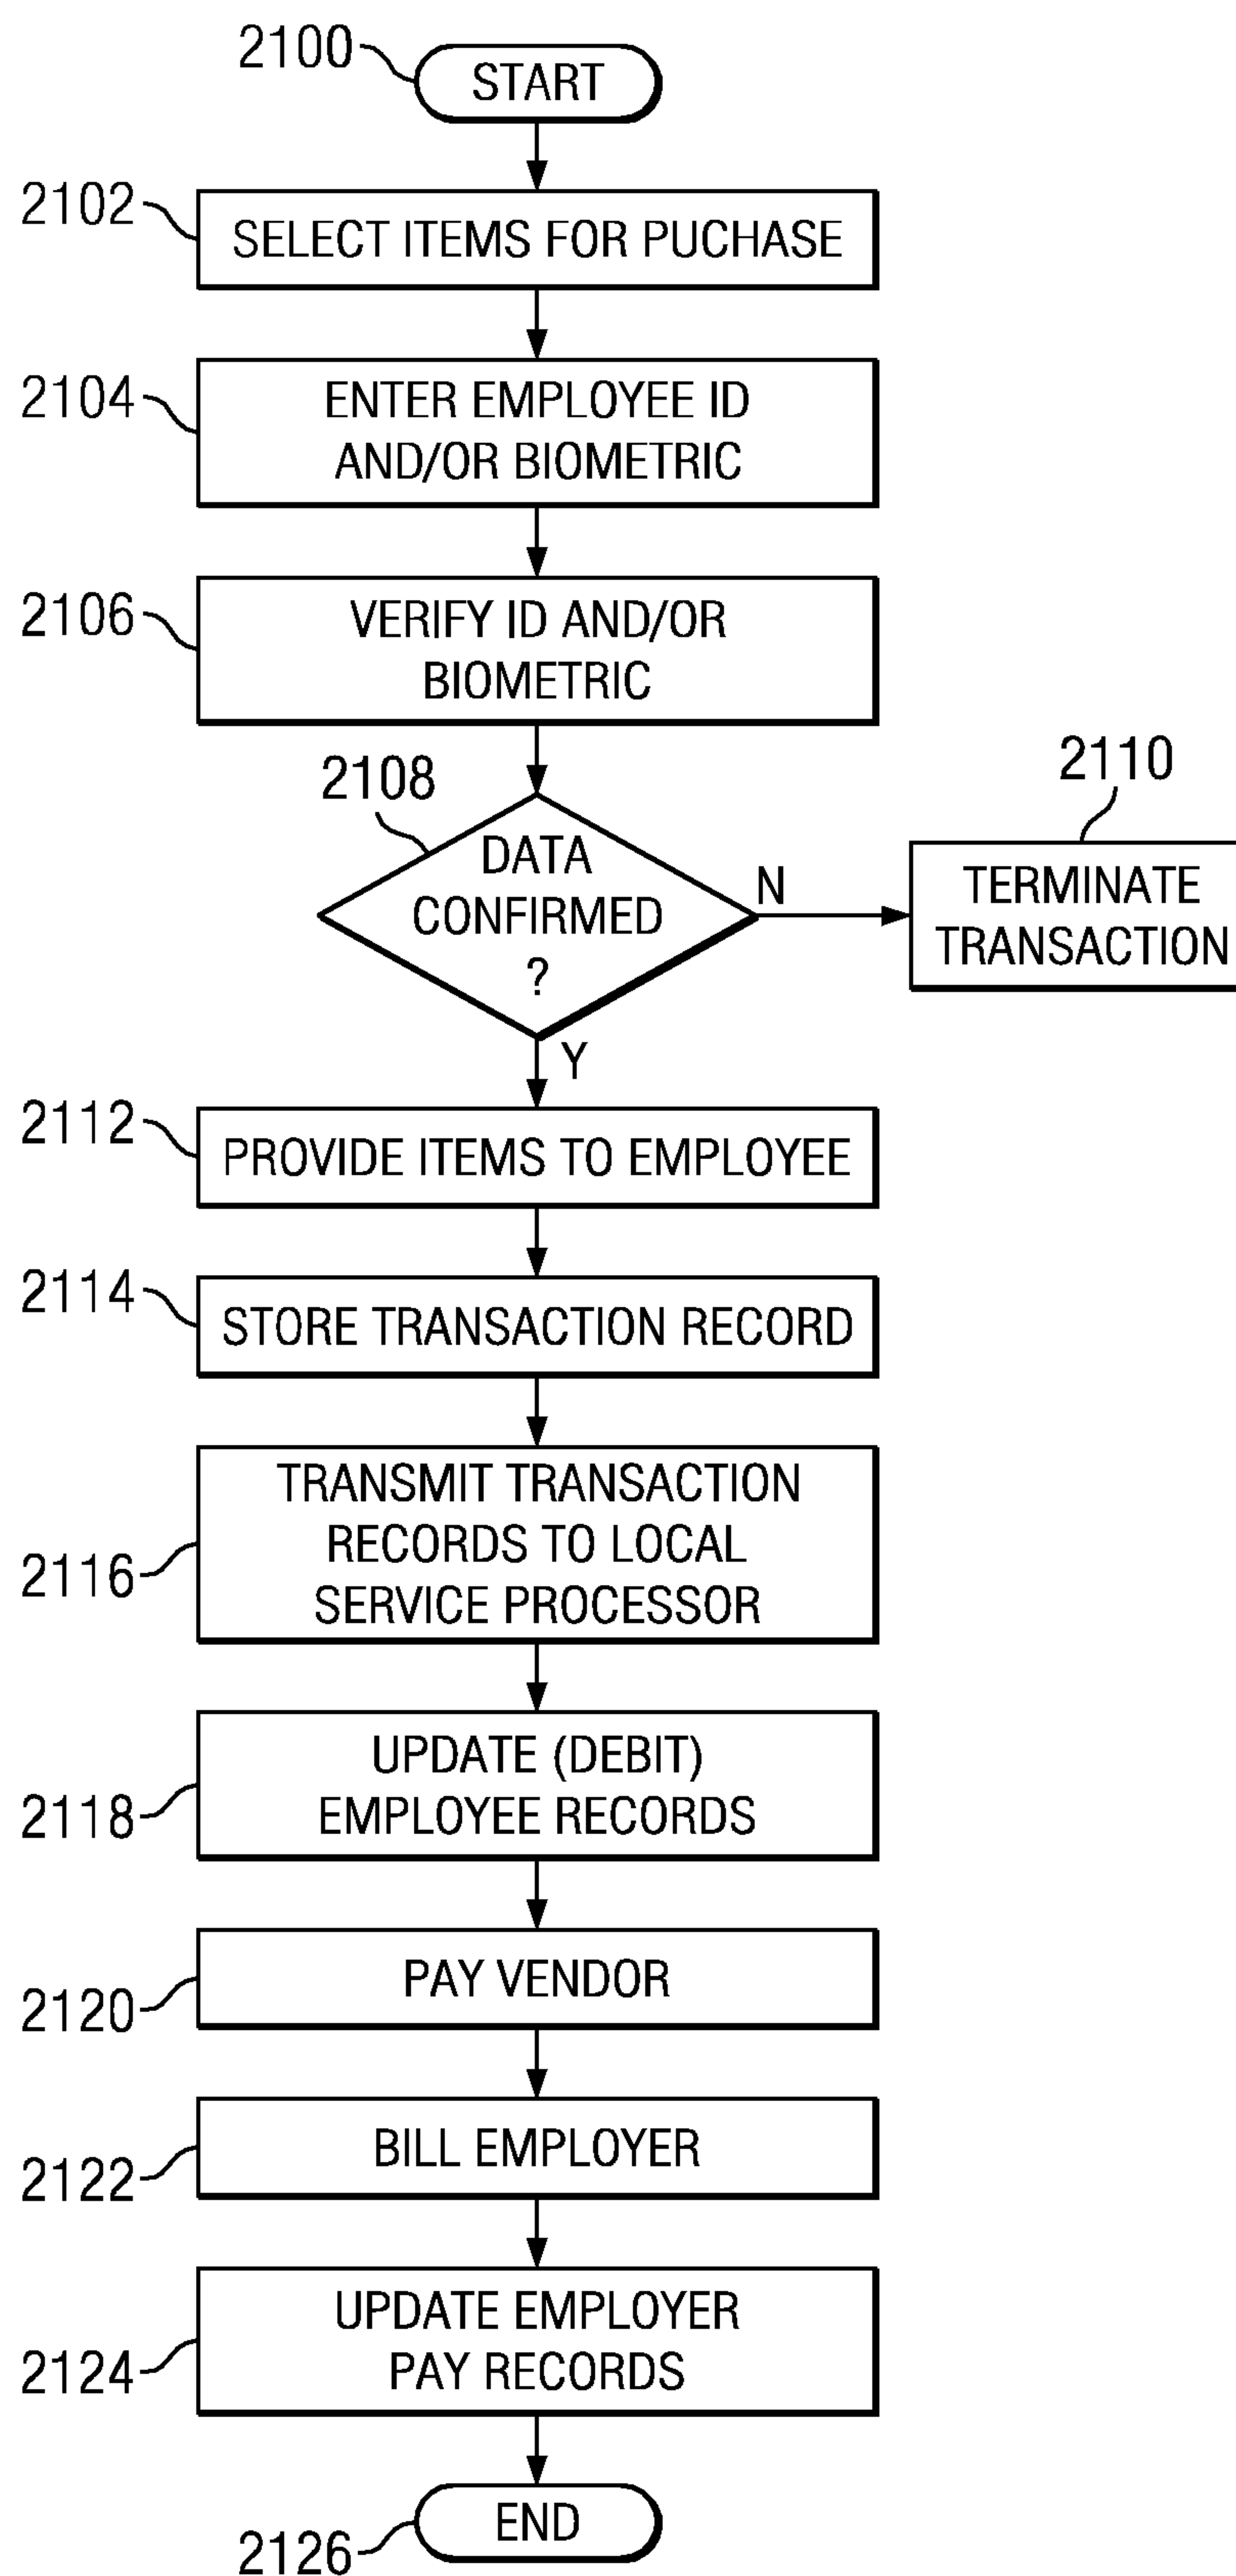 2100
START
2102
SELECT ITEMS FOR PUCHASE
2104
ENTER EMPLOYEE ID
AND/OR BIOMETRIC
2106
VERIFY ID AND/OR
BIOMETRIC
2108
DATA
CONFIRMED
?
N
2110
TERMINATE
TRANSACTION
Y
2112
PROVIDE ITEMS TO EMPLOYEE
2114
STORE TRANSACTION RECORD
TRANSMIT TRANSACTION
RECORDS TO LOCAL
SERVICE PROCESSOR
2116
UPDATE (DEBIT)
EMPLOYEE RECORDS
2118
PAY VENDOR
2120
BILL EMPLOYER
2122
UPDATE EMPLOYER
PAY RECORDS
2124
END
2126